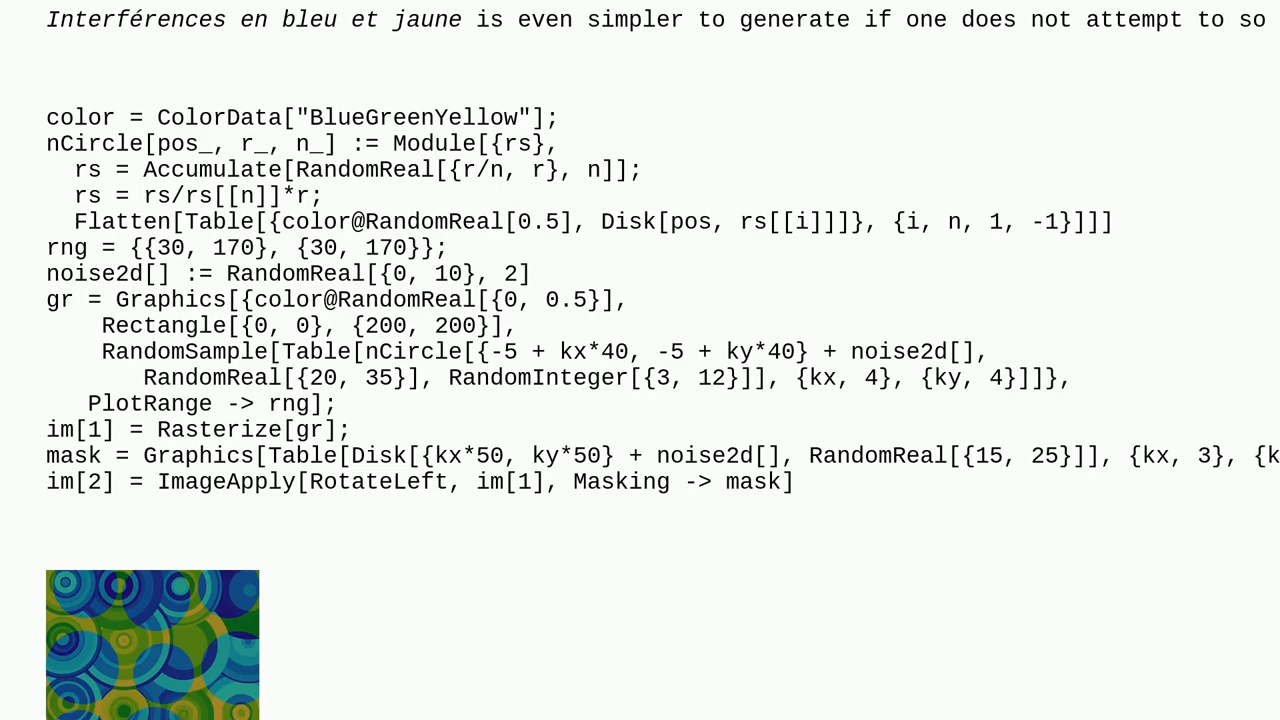 Interférences en bleu et jaune is even simpler to generate if one does not attempt to so
color = ColorData["BlueGreenYellow"];
nCircle[pos_, r_, n_] := Module[{rs},
  rs = Accumulate[RandomReal[{r/n, r}, n]];
  rs = rs/rs[[n]]*r;
  Flatten[Table[{color@RandomReal[0.5], Disk[pos, rs[[i]]]}, {i, n, 1, -1}]]]
rng = {{30, 170}, {30, 170}};
noise2d[] := RandomReal[{0, 10}, 2]
gr = Graphics[{color@RandomReal[{0, 0.5}],
    Rectangle[{0, 0}, {200, 200}],
    RandomSample[Table[nCircle[{-5 + kx*40, -5 + ky*40} + noise2d[],
       RandomReal[{20, 35}], RandomInteger[{3, 12}]], {kx, 4}, {ky, 4}]]},
   PlotRange -> rng];
im[1] = Rasterize[gr];
mask = Graphics[Table[Disk[{kx*50, ky*50} + noise2d[], RandomReal[{15, 25}]], {kx, 3}, {k
im[2] = ImageApply[RotateLeft, im[1], Masking -> mask]